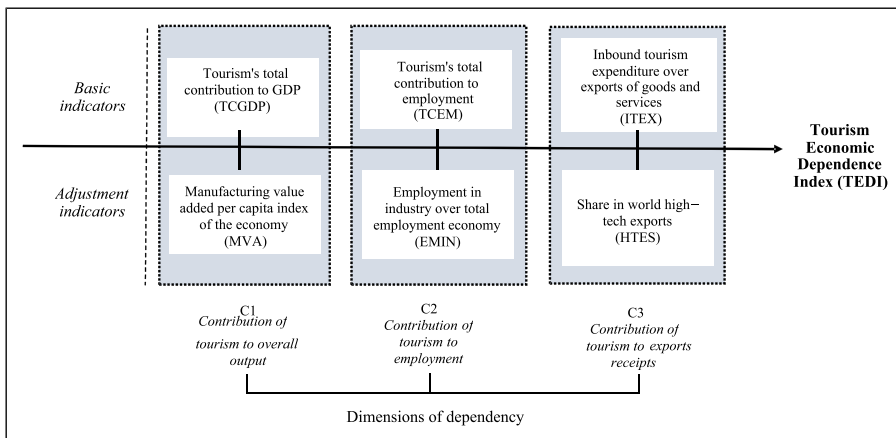 Basic
indicators
Tourism's total
contribution to GDP
(TCGDP)
Tourism's total
contribution to
employment
(TCEM)
Inbound tourism
expenditure over
exports of goods and
services
(ITEX)
Tourism
Economic
Dependence
Index (TEDI)
Adjustment
indicators
Manufacturing value
added per capita index
of the economy
(MVA)
Employment in
industry over total
employment economy
(EMIN)
Share in world high−
tech exports
(HTES)
C1
Contribution of
tourism to overall
output
C2
Contribution of
tourism to
employment
C3
Contribution of
tourism to exports
receipts
Dimensions of dependency